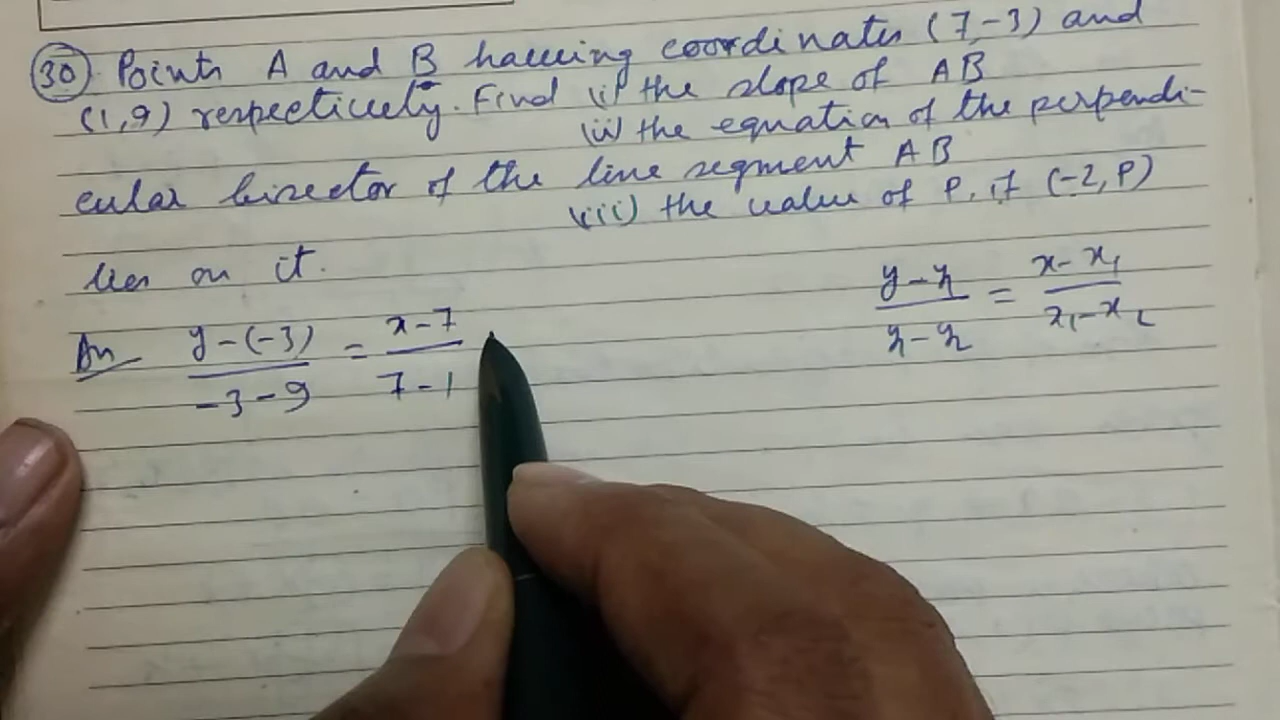 (30) Points A and B having coordinates (7,-3) and
(1,9) respectively. Find (i) the slope of AB
(ii) the equation of the perpendi-
cular bisector of the line segment AB
(iii) the value of P, if (-2,P)
lies on it.
y-y₁/y₁-y₂ = x-x₁/x₁-x₂
Ans y-(-3)/-3-9 = x-7/7-1